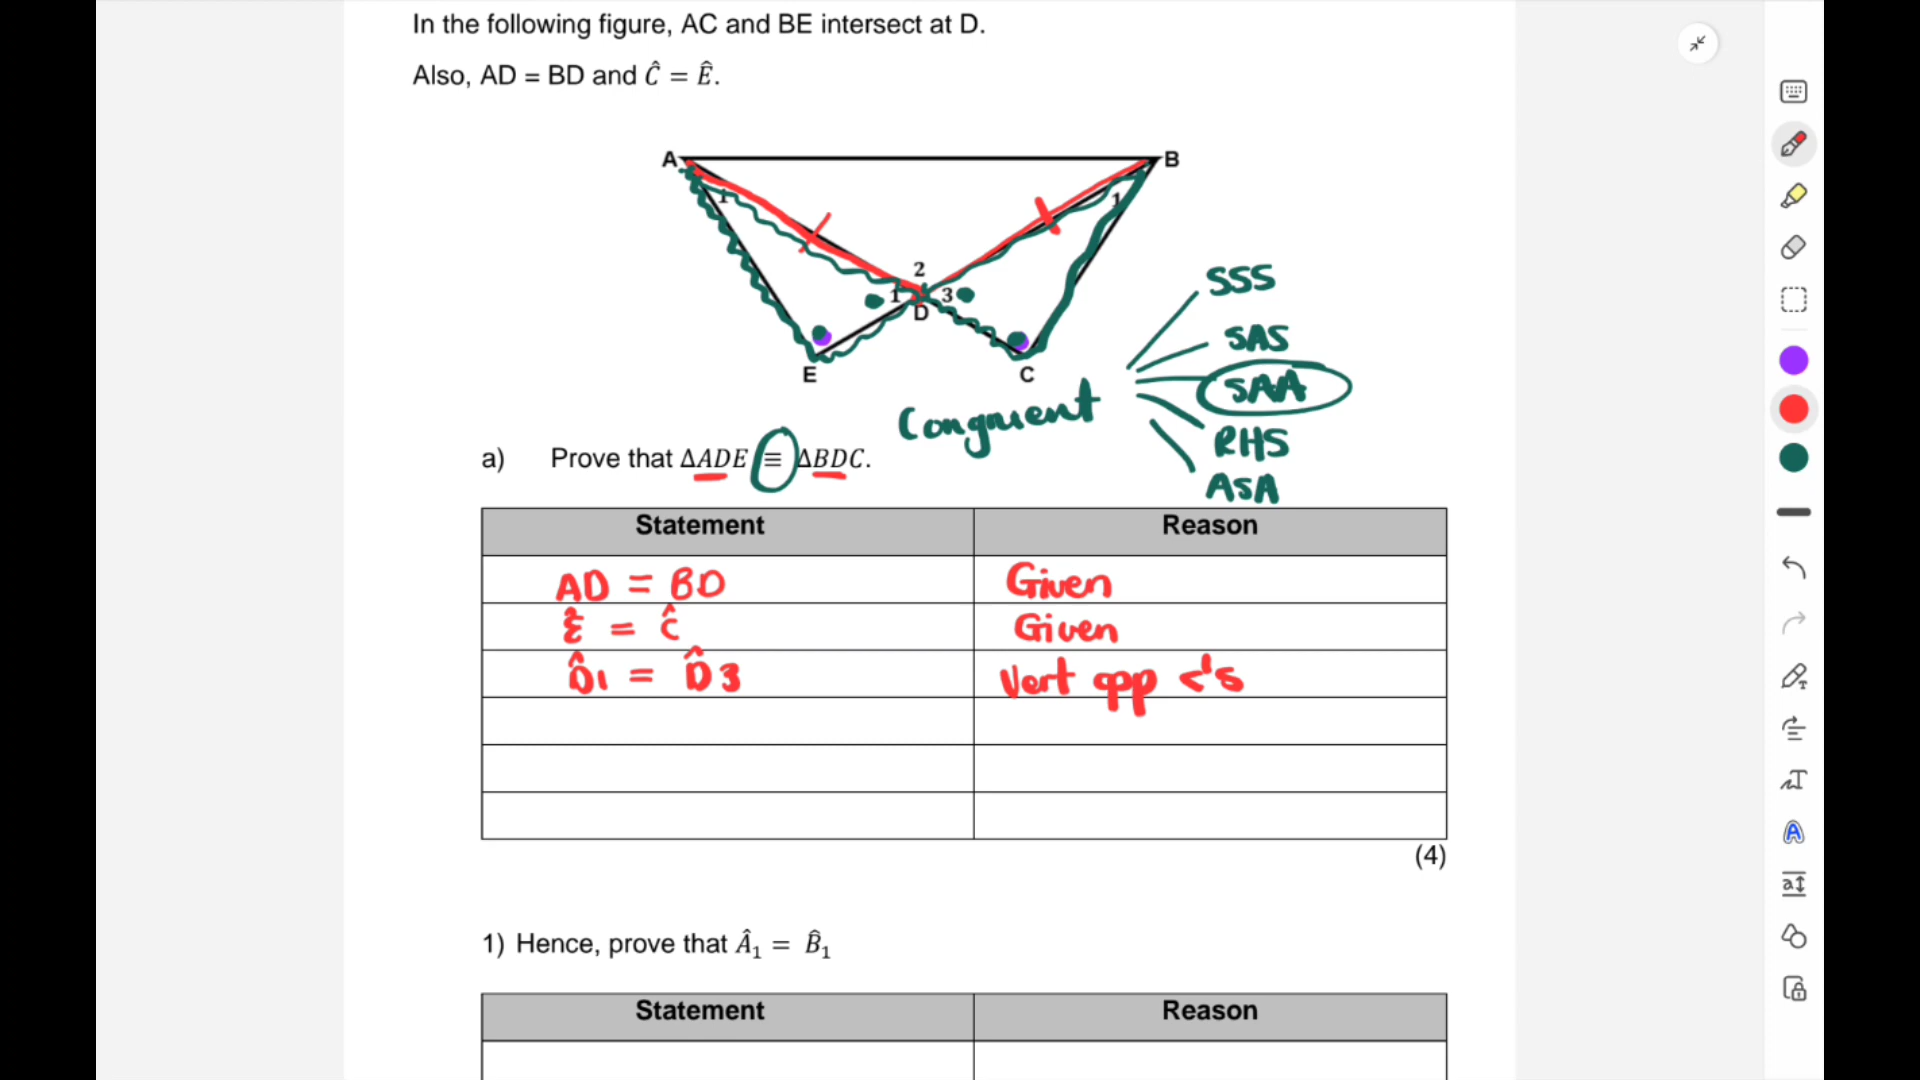 In the following figure, AC and BE intersect at D.
Also, AD = BD and Ĉ = Ê.
A B
1 1
2
1 3
D
E C
SSS
SAS
SAA
RHS
ASA
Congruent
a) Prove that ΔADE ≡ ΔBDC.
Statement Reason
AD = BD Given
Ê = Ĉ Given
D̂1 = D̂3 Vert opp <'s
(4)
1) Hence, prove that Â₁ = B̂₁
Statement Reason